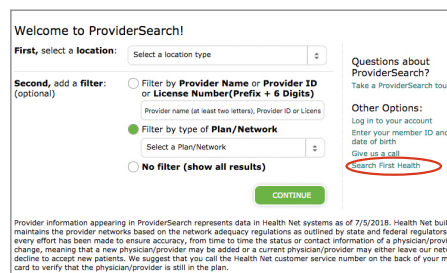 Welcome to ProviderSearch!
First, select a location:
Select a location type
Second, add a filter:
(optional)
Filter by Provider Name or Provider ID
or License Number(Prefix + 6 Digits)
Provider name (at least two letters), Provider ID or Licens
Filter by type of Plan/Network
Select a Plan/Network
No filter (show all results)
CONTINUE
Questions about
ProviderSearch?
Take a ProviderSearch tou
Other Options:
Log in to your account
Enter your member ID and
date of birth
Give us a call
Search First Health
Provider information appearing in ProviderSearch represents data in Health Net systems as of 7/5/2018. Health Net buil
maintains the provider networks based on the network adequacy regulations as outlined by state and federal regulators
every effort has been made to ensure accuracy, from time to time the status or contact information of a physician/provi
change, meaning that a new physician/provider may be added or a current physician/provider may either leave our net
decline to accept new patients. We suggest that you call the Health Net customer service number on the back of your m
card to verify that the physician/provider is still in the plan.